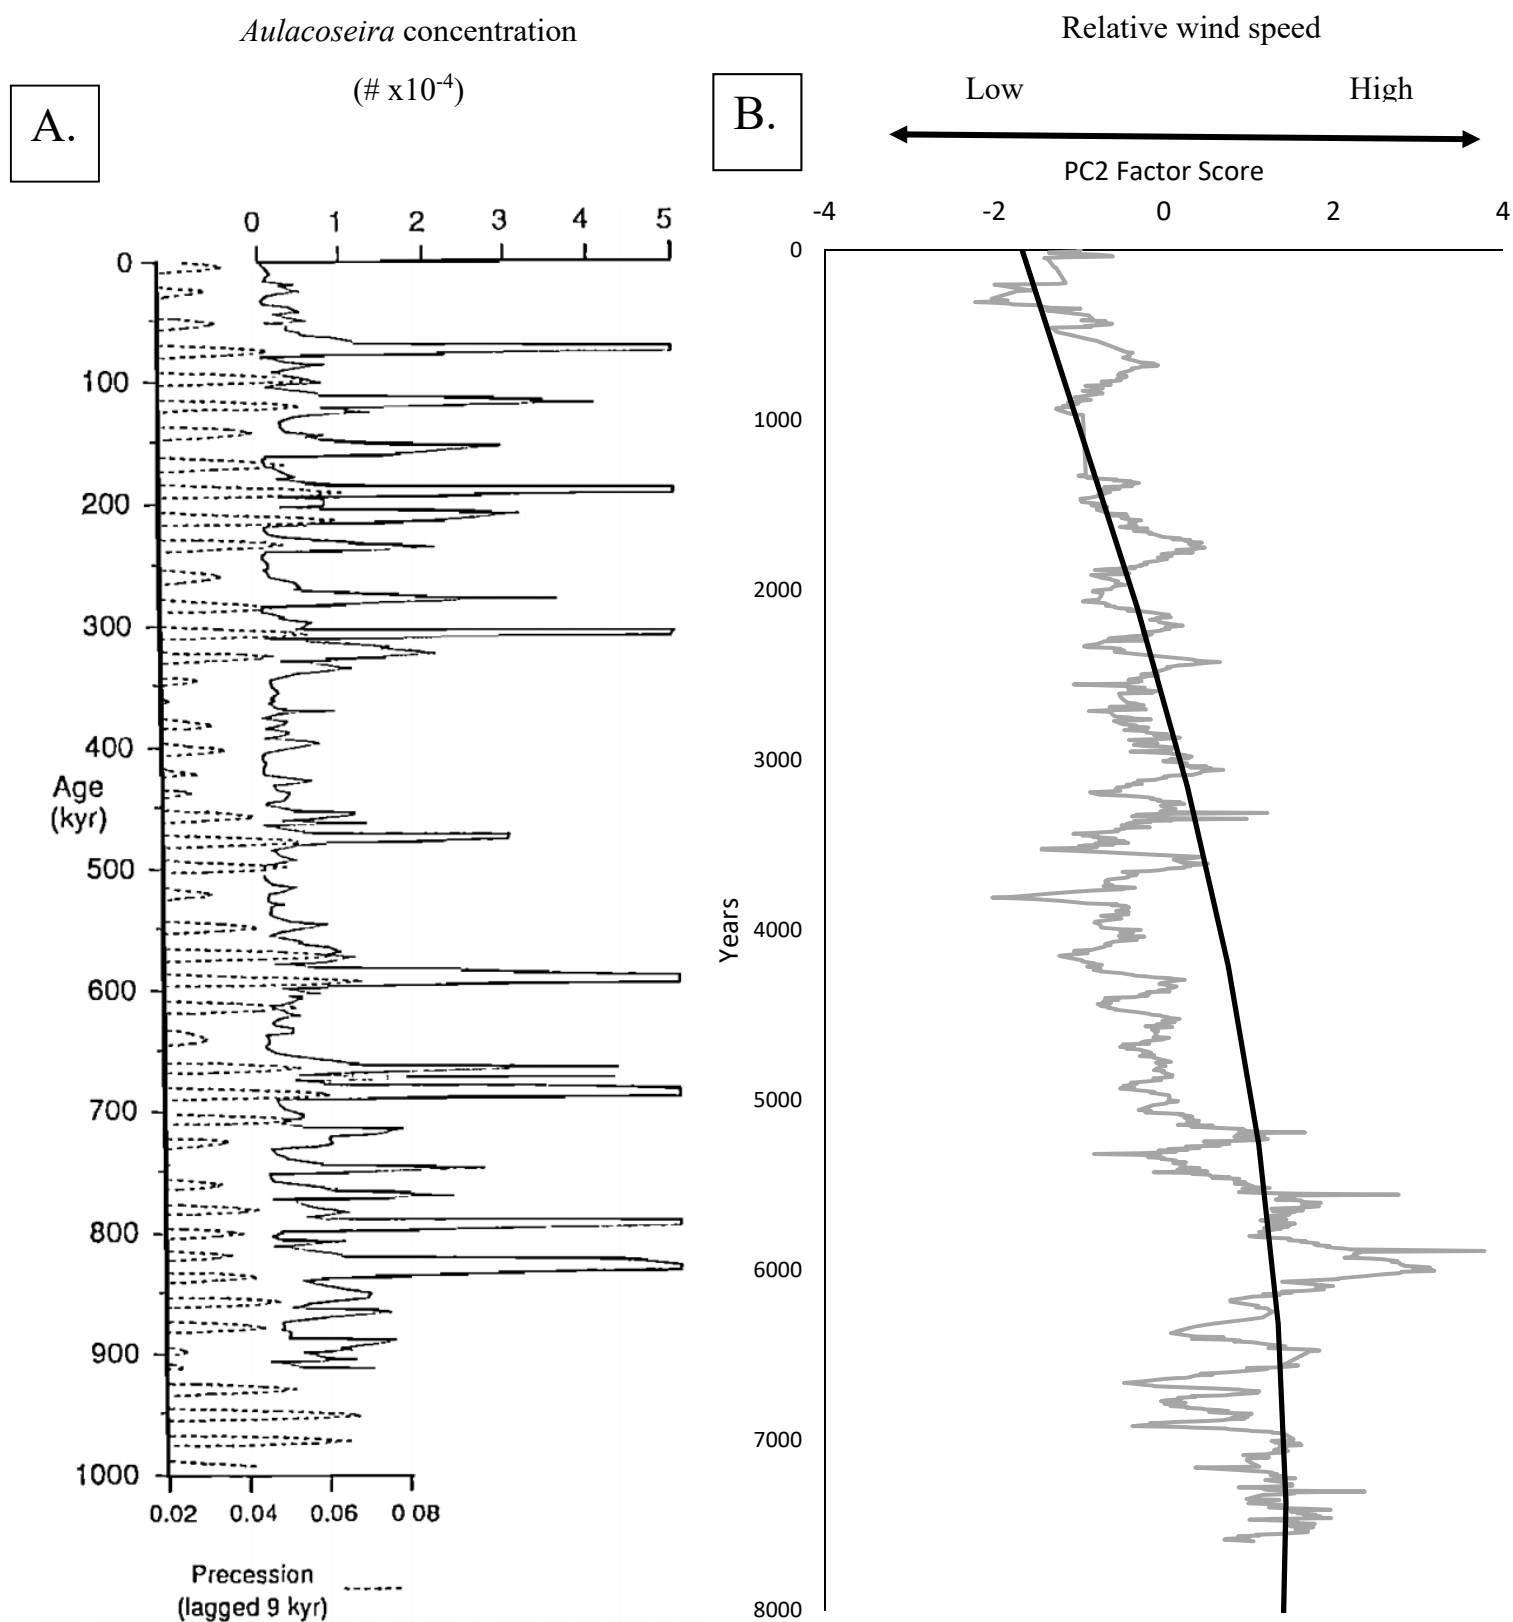 Aulacoseira concentration
(# x10-4)
A.
0 1 2 3 4 5
0
100
200
300
400
Age
(kyr)
500
600
700
800
900
1000
0.02 0.04 0.06 0 08
Precession
(lagged 9 kyr)
Relative wind speed
Low High
B.
PC2 Factor Score
-4 -2 0 2 4
0
1000
2000
3000
Years
4000
5000
6000
7000
8000